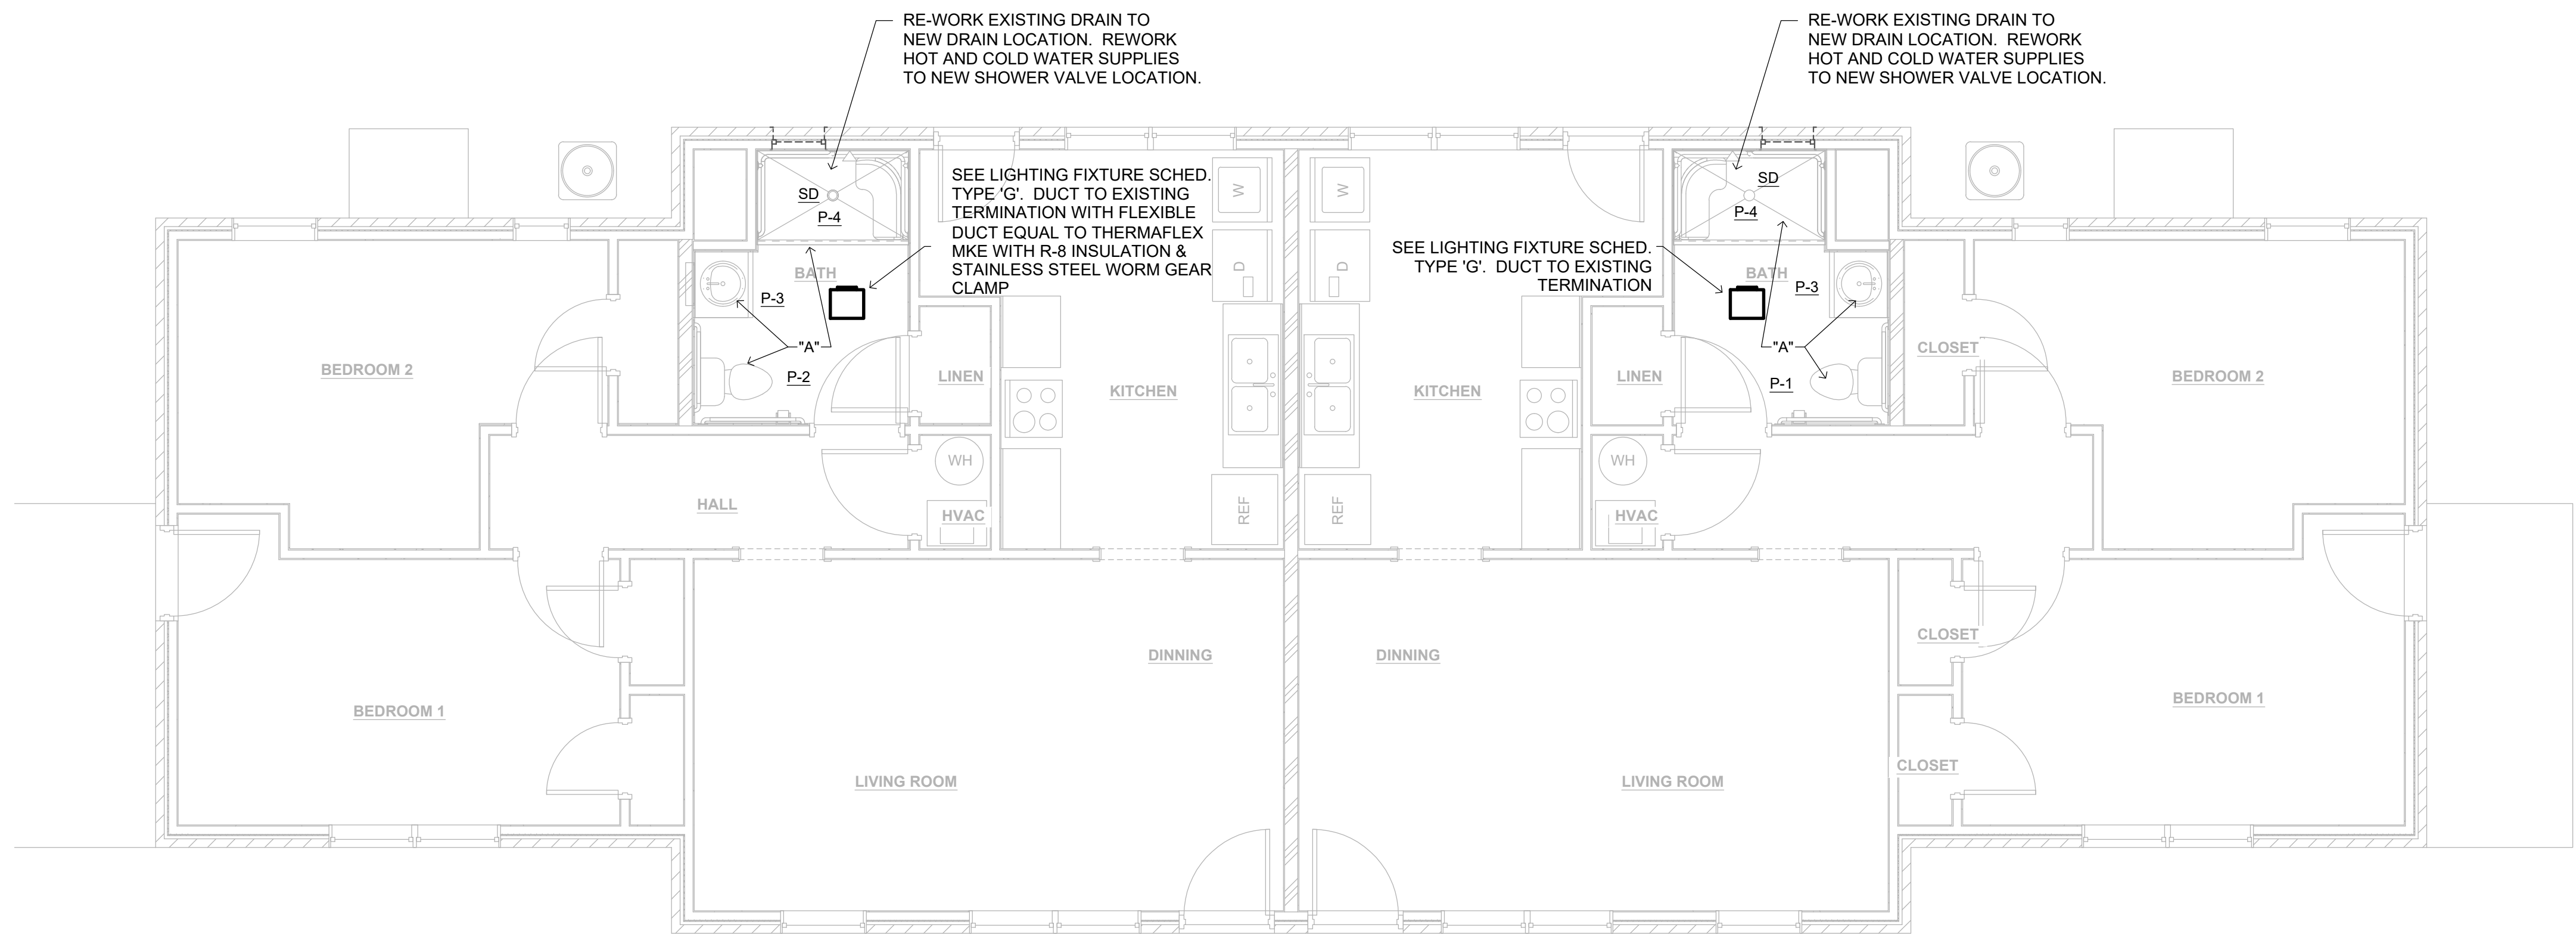 RE-WORK EXISTING DRAIN TO
NEW DRAIN LOCATION. REWORK
HOT AND COLD WATER SUPPLIES
TO NEW SHOWER VALVE LOCATION.
RE-WORK EXISTING DRAIN TO
NEW DRAIN LOCATION. REWORK
HOT AND COLD WATER SUPPLIES
TO NEW SHOWER VALVE LOCATION.
SD
P-4
SEE LIGHTING FIXTURE SCHED.
TYPE 'G'. DUCT TO EXISTING
TERMINATION WITH FLEXIBLE
DUCT EQUAL TO THERMAFLEX
MKE WITH R-8 INSULATION &
STAINLESS STEEL WORM GEAR
CLAMP
W
W
D
D
SEE LIGHTING FIXTURE SCHED.
TYPE 'G'. DUCT TO EXISTING
TERMINATION
SD
P-4
BATH
P-3
"A"
P-2
BATH
P-3
"A"
P-1
BEDROOM 2
LINEN
KITCHEN
KITCHEN
LINEN
CLOSET
BEDROOM 2
WH
WH
HALL
HVAC
REF
REF
HVAC
BEDROOM 1
DINNING
DINNING
CLOSET
BEDROOM 1
LIVING ROOM
LIVING ROOM
CLOSET